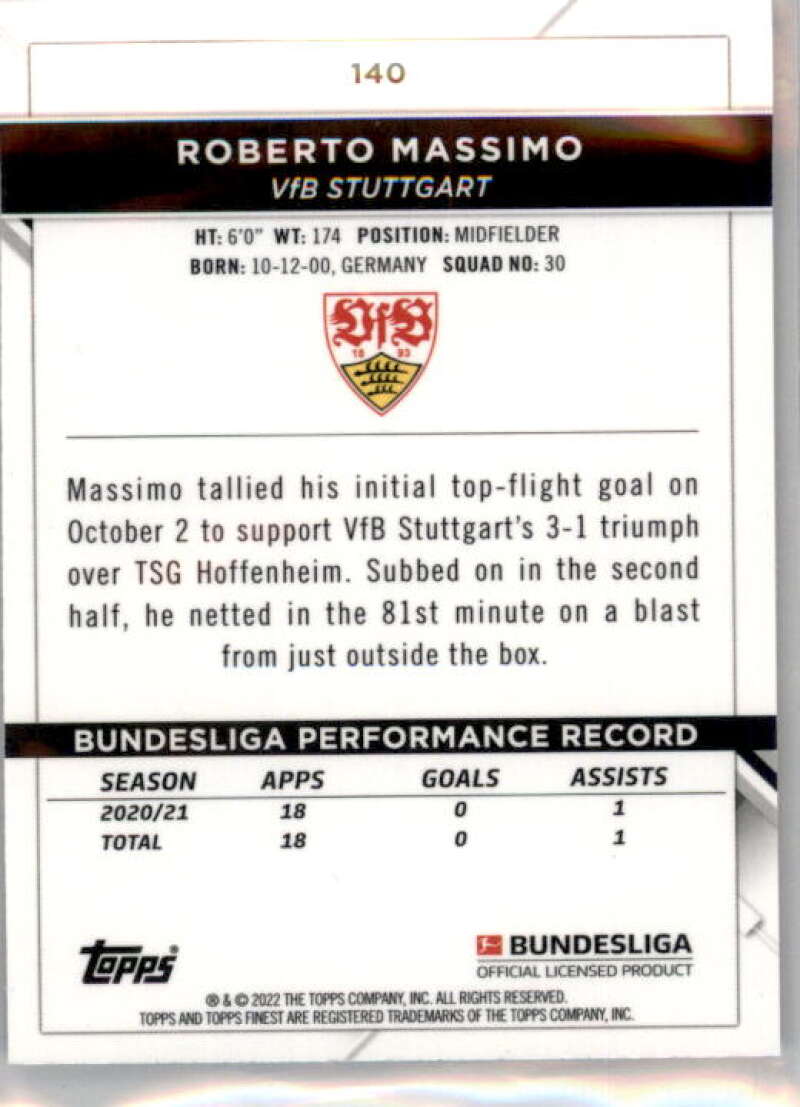 140
ROBERTO MASSIMO
VfB STUTTGART
HT: 6'0" WT: 174 POSITION: MIDFIELDER
BORN: 10-12-00, GERMANY SQUAD NO: 30
VfB
18 93
Massimo tallied his initial top-flight goal on
October 2 to support VfB Stuttgart's 3-1 triumph
over TSG Hoffenheim. Subbed on in the second
half, he netted in the 81st minute on a blast
from just outside the box.
BUNDESLIGA PERFORMANCE RECORD
SEASON APPS GOALS ASSISTS
2020/21 18 0 1
TOTAL 18 0 1
Topps®
BUNDESLIGA
OFFICIAL LICENSED PRODUCT
® & © 2022 THE TOPPS COMPANY, INC. ALL RIGHTS RESERVED.
TOPPS AND TOPPS FINEST ARE REGISTERED TRADEMARKS OF THE TOPPS COMPANY, INC.